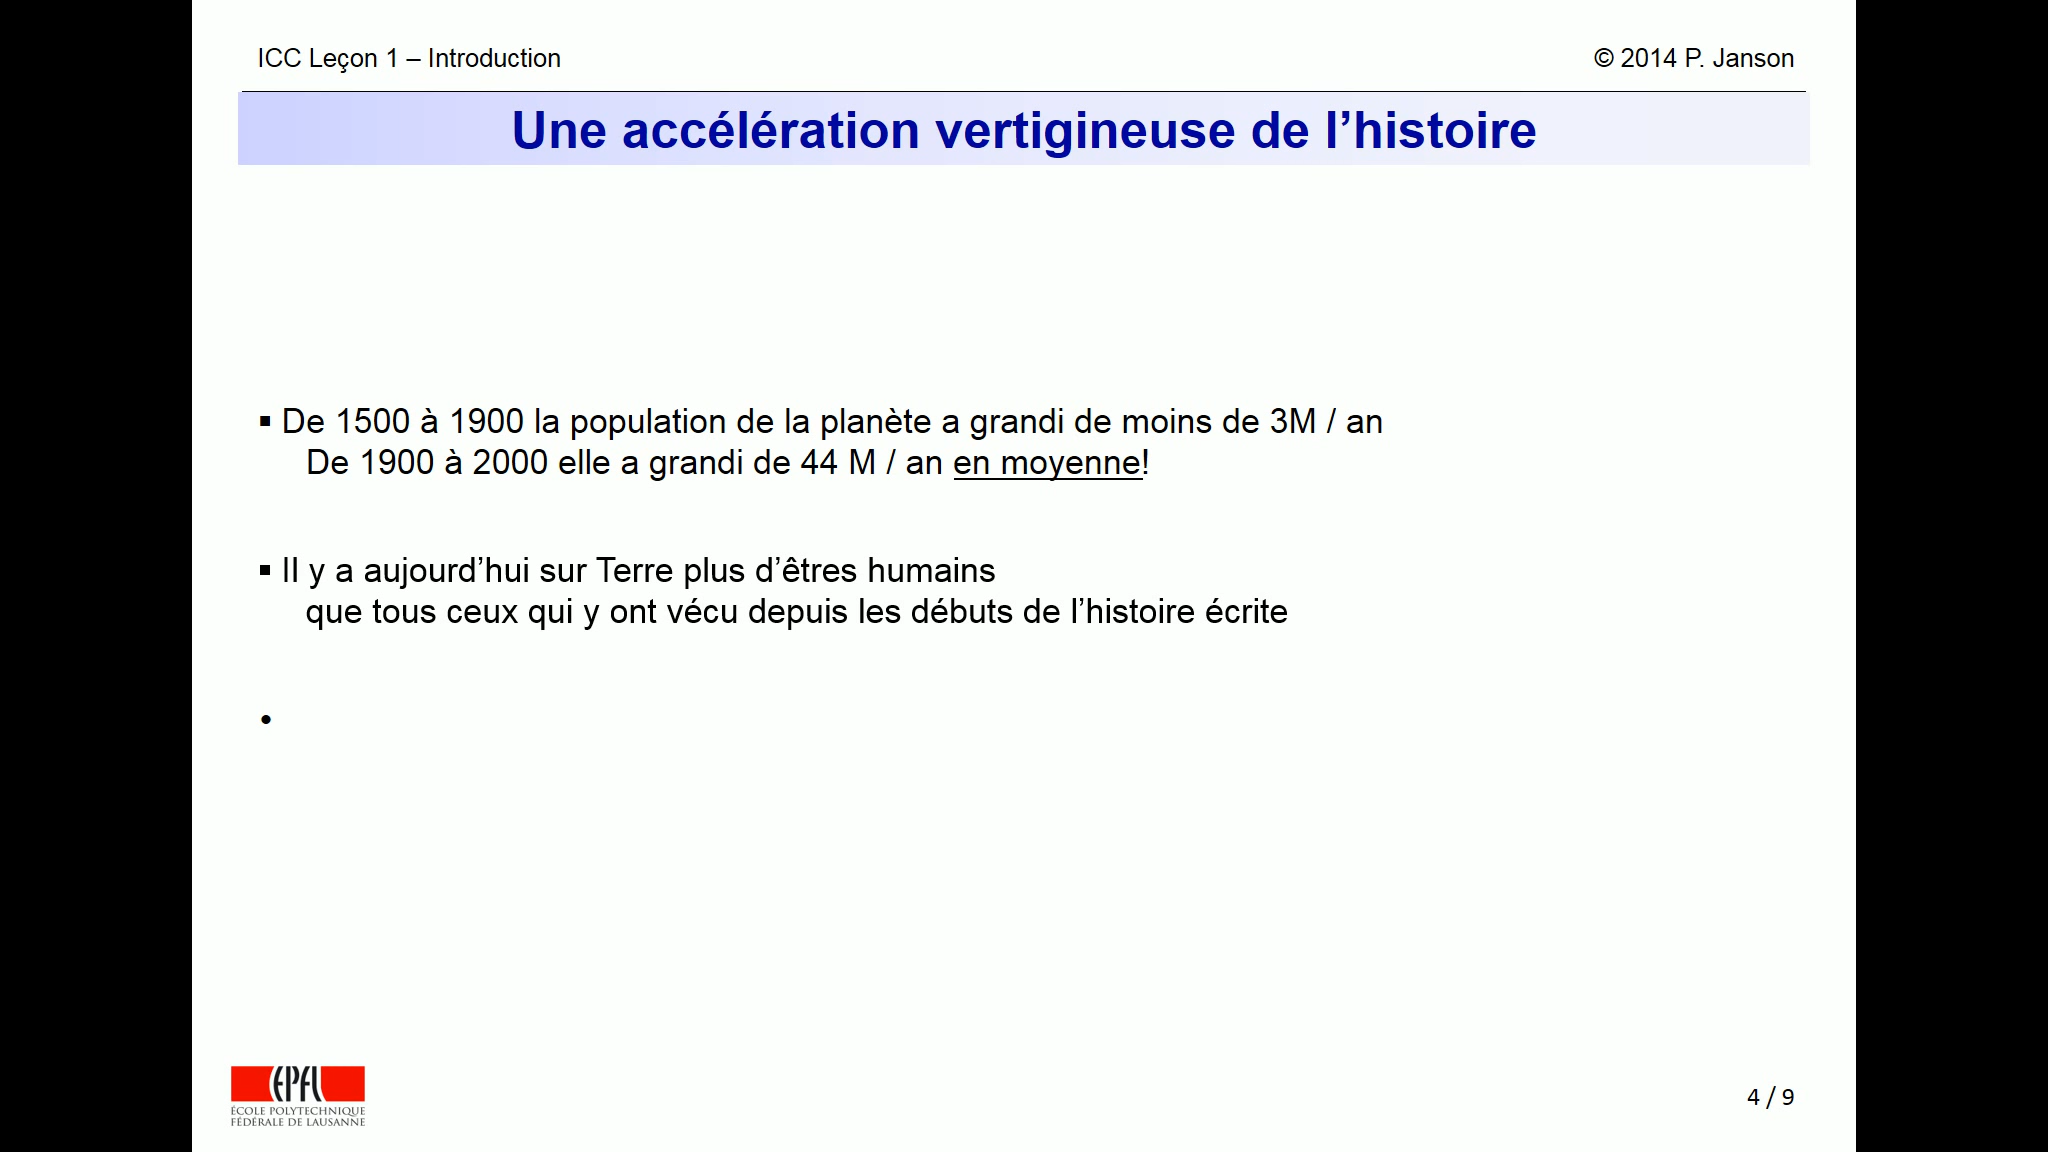 ICC Leçon 1 – Introduction
© 2014 P. Janson
Une accélération vertigineuse de l’histoire
▪ De 1500 à 1900 la population de la planète a grandi de moins de 3M / an
De 1900 à 2000 elle a grandi de 44 M / an en moyenne!
▪ Il y a aujourd’hui sur Terre plus d’êtres humains
que tous ceux qui y ont vécu depuis les débuts de l’histoire écrite
•
EPFL
ÉCOLE POLYTECHNIQUE
FÉDÉRALE DE LAUSANNE
4 / 9